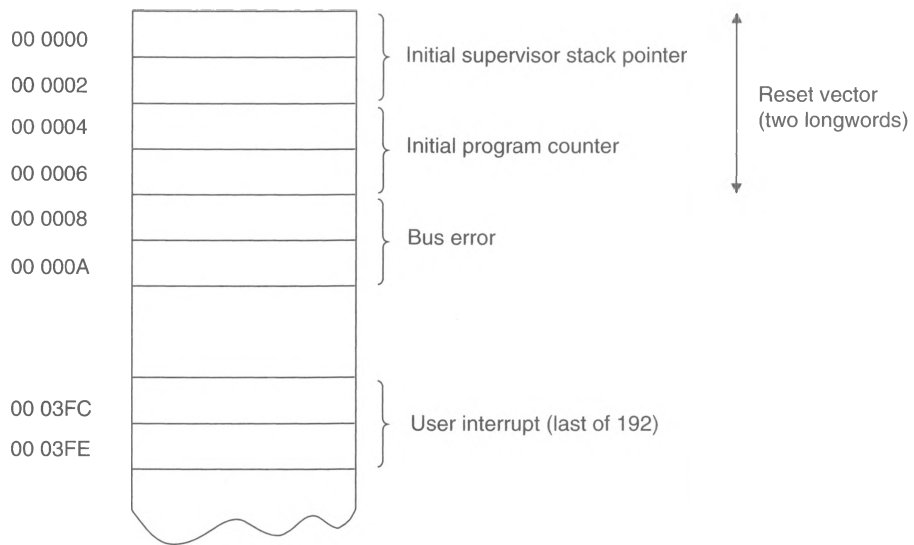 00 0000
00 0002
Initial supervisor stack pointer
Reset vector
(two longwords)
00 0004
00 0006
Initial program counter
00 0008
00 000A
Bus error
00 03FC
00 03FE
User interrupt (last of 192)